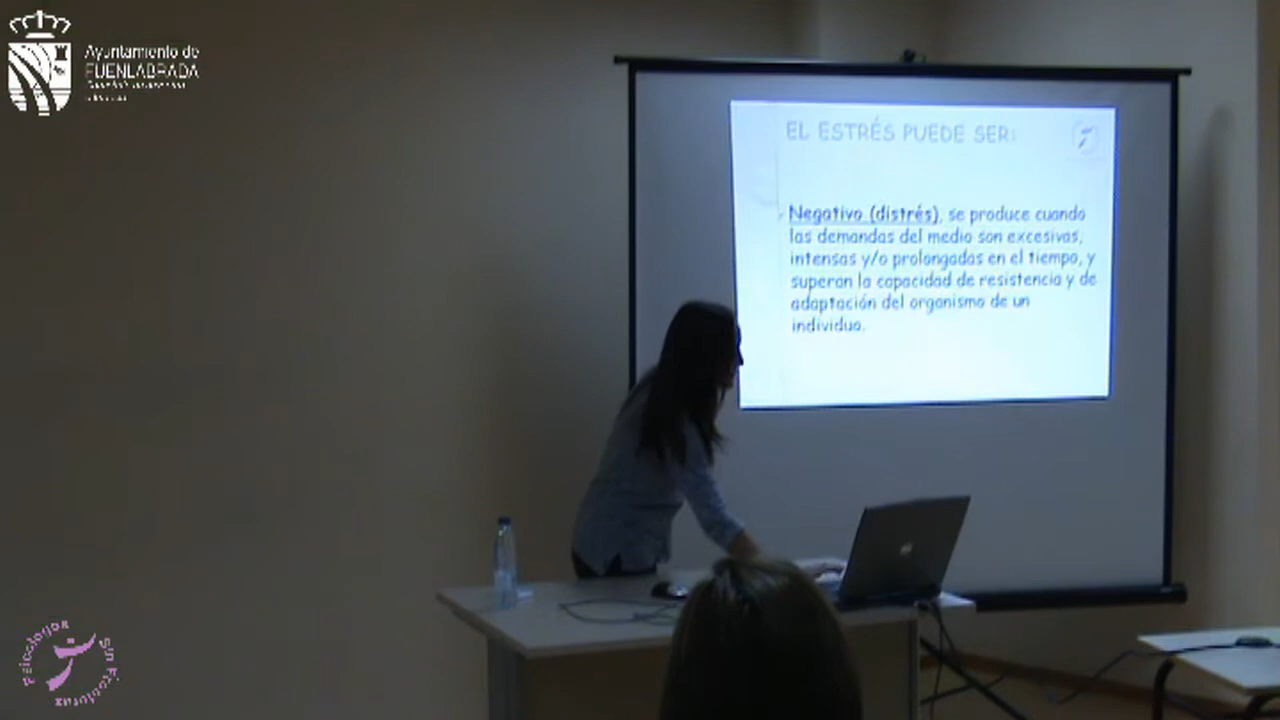 Ayuntamiento de
FUENLABRADA
EL ESTRÉS PUEDE SER:
Negativo (distrés), se produce cuando
las demandas del medio son excesivas,
intensas y/o prolongadas en el tiempo, y
superan la capacidad de resistencia y de
adaptación del organismo de un
individuo.
Psicólogos Sin Fronteras